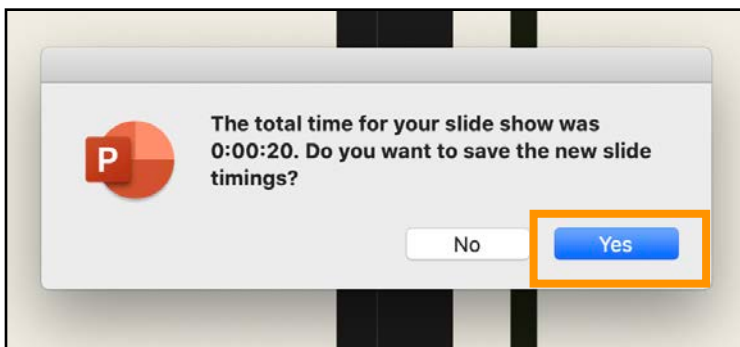 P
The total time for your slide show was
0:00:20. Do you want to save the new slide
timings?
No
Yes